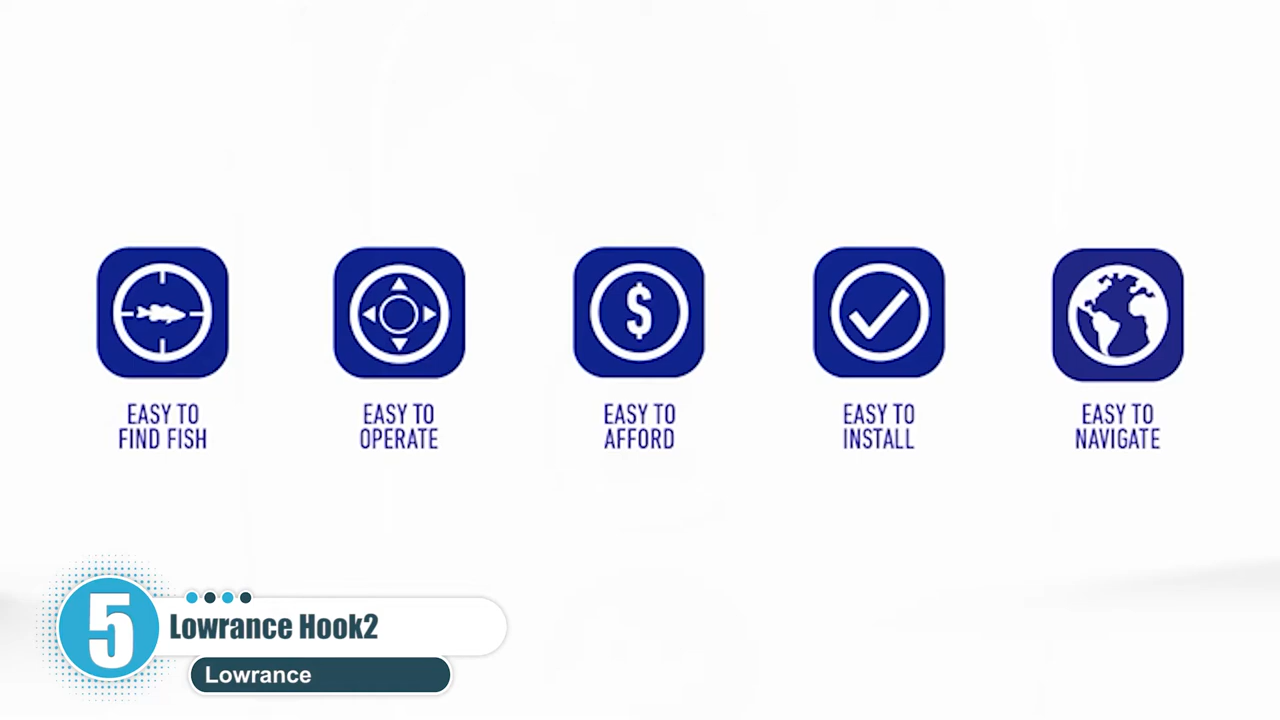 EASY TO
FIND FISH
EASY TO
OPERATE
$
EASY TO
AFFORD
EASY TO
INSTALL
EASY TO
NAVIGATE
5
Lowrance Hook2
Lowrance